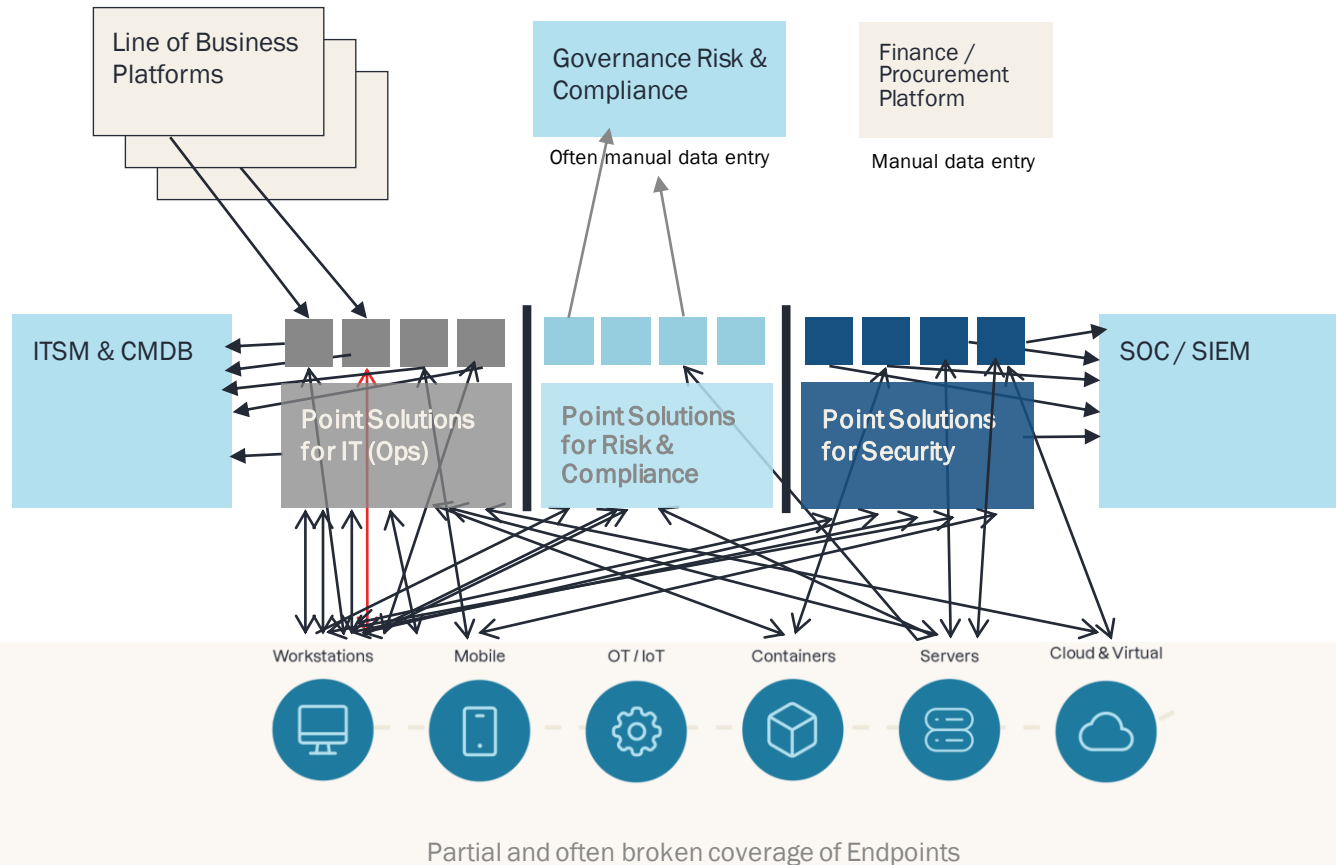 Line of Business
Platforms
Governance Risk &
Compliance
Finance /
Procurement
Platform
Often manual data entry
Manual data entry
ITSM & CMDB
SOC / SIEM
Point Solutions
for IT (Ops)
Point Solutions
for Risk &
Compliance
Point Solutions
for Security
Workstations
Mobile
OT / IoT
Containers
Servers
Cloud & Virtual
Partial and often broken coverage of Endpoints